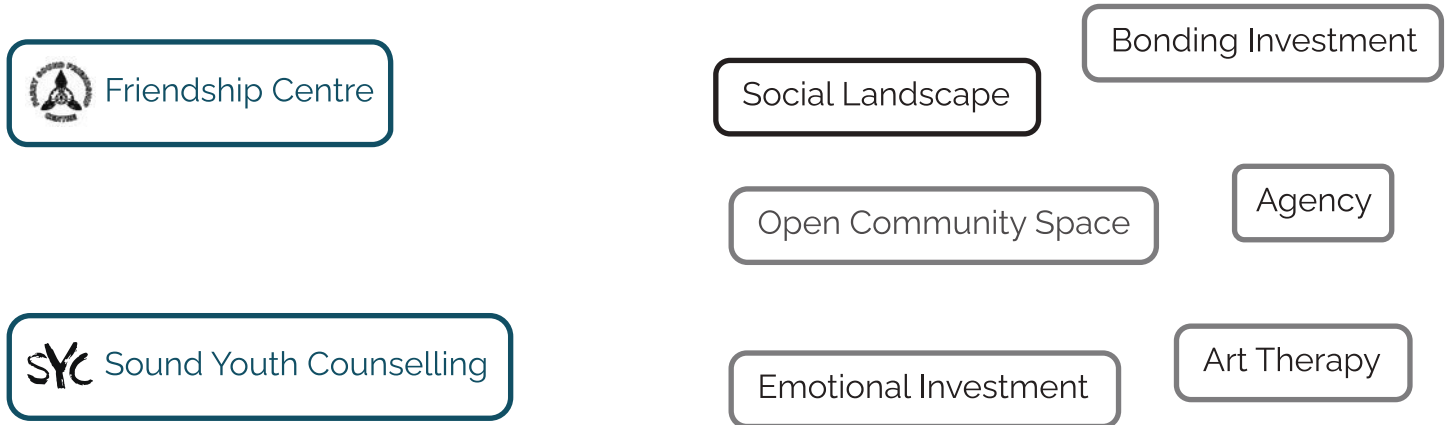 Friendship Centre
Bonding Investment
Social Landscape
Agency
Open Community Space
SYC Sound Youth Counselling
Art Therapy
Emotional Investment